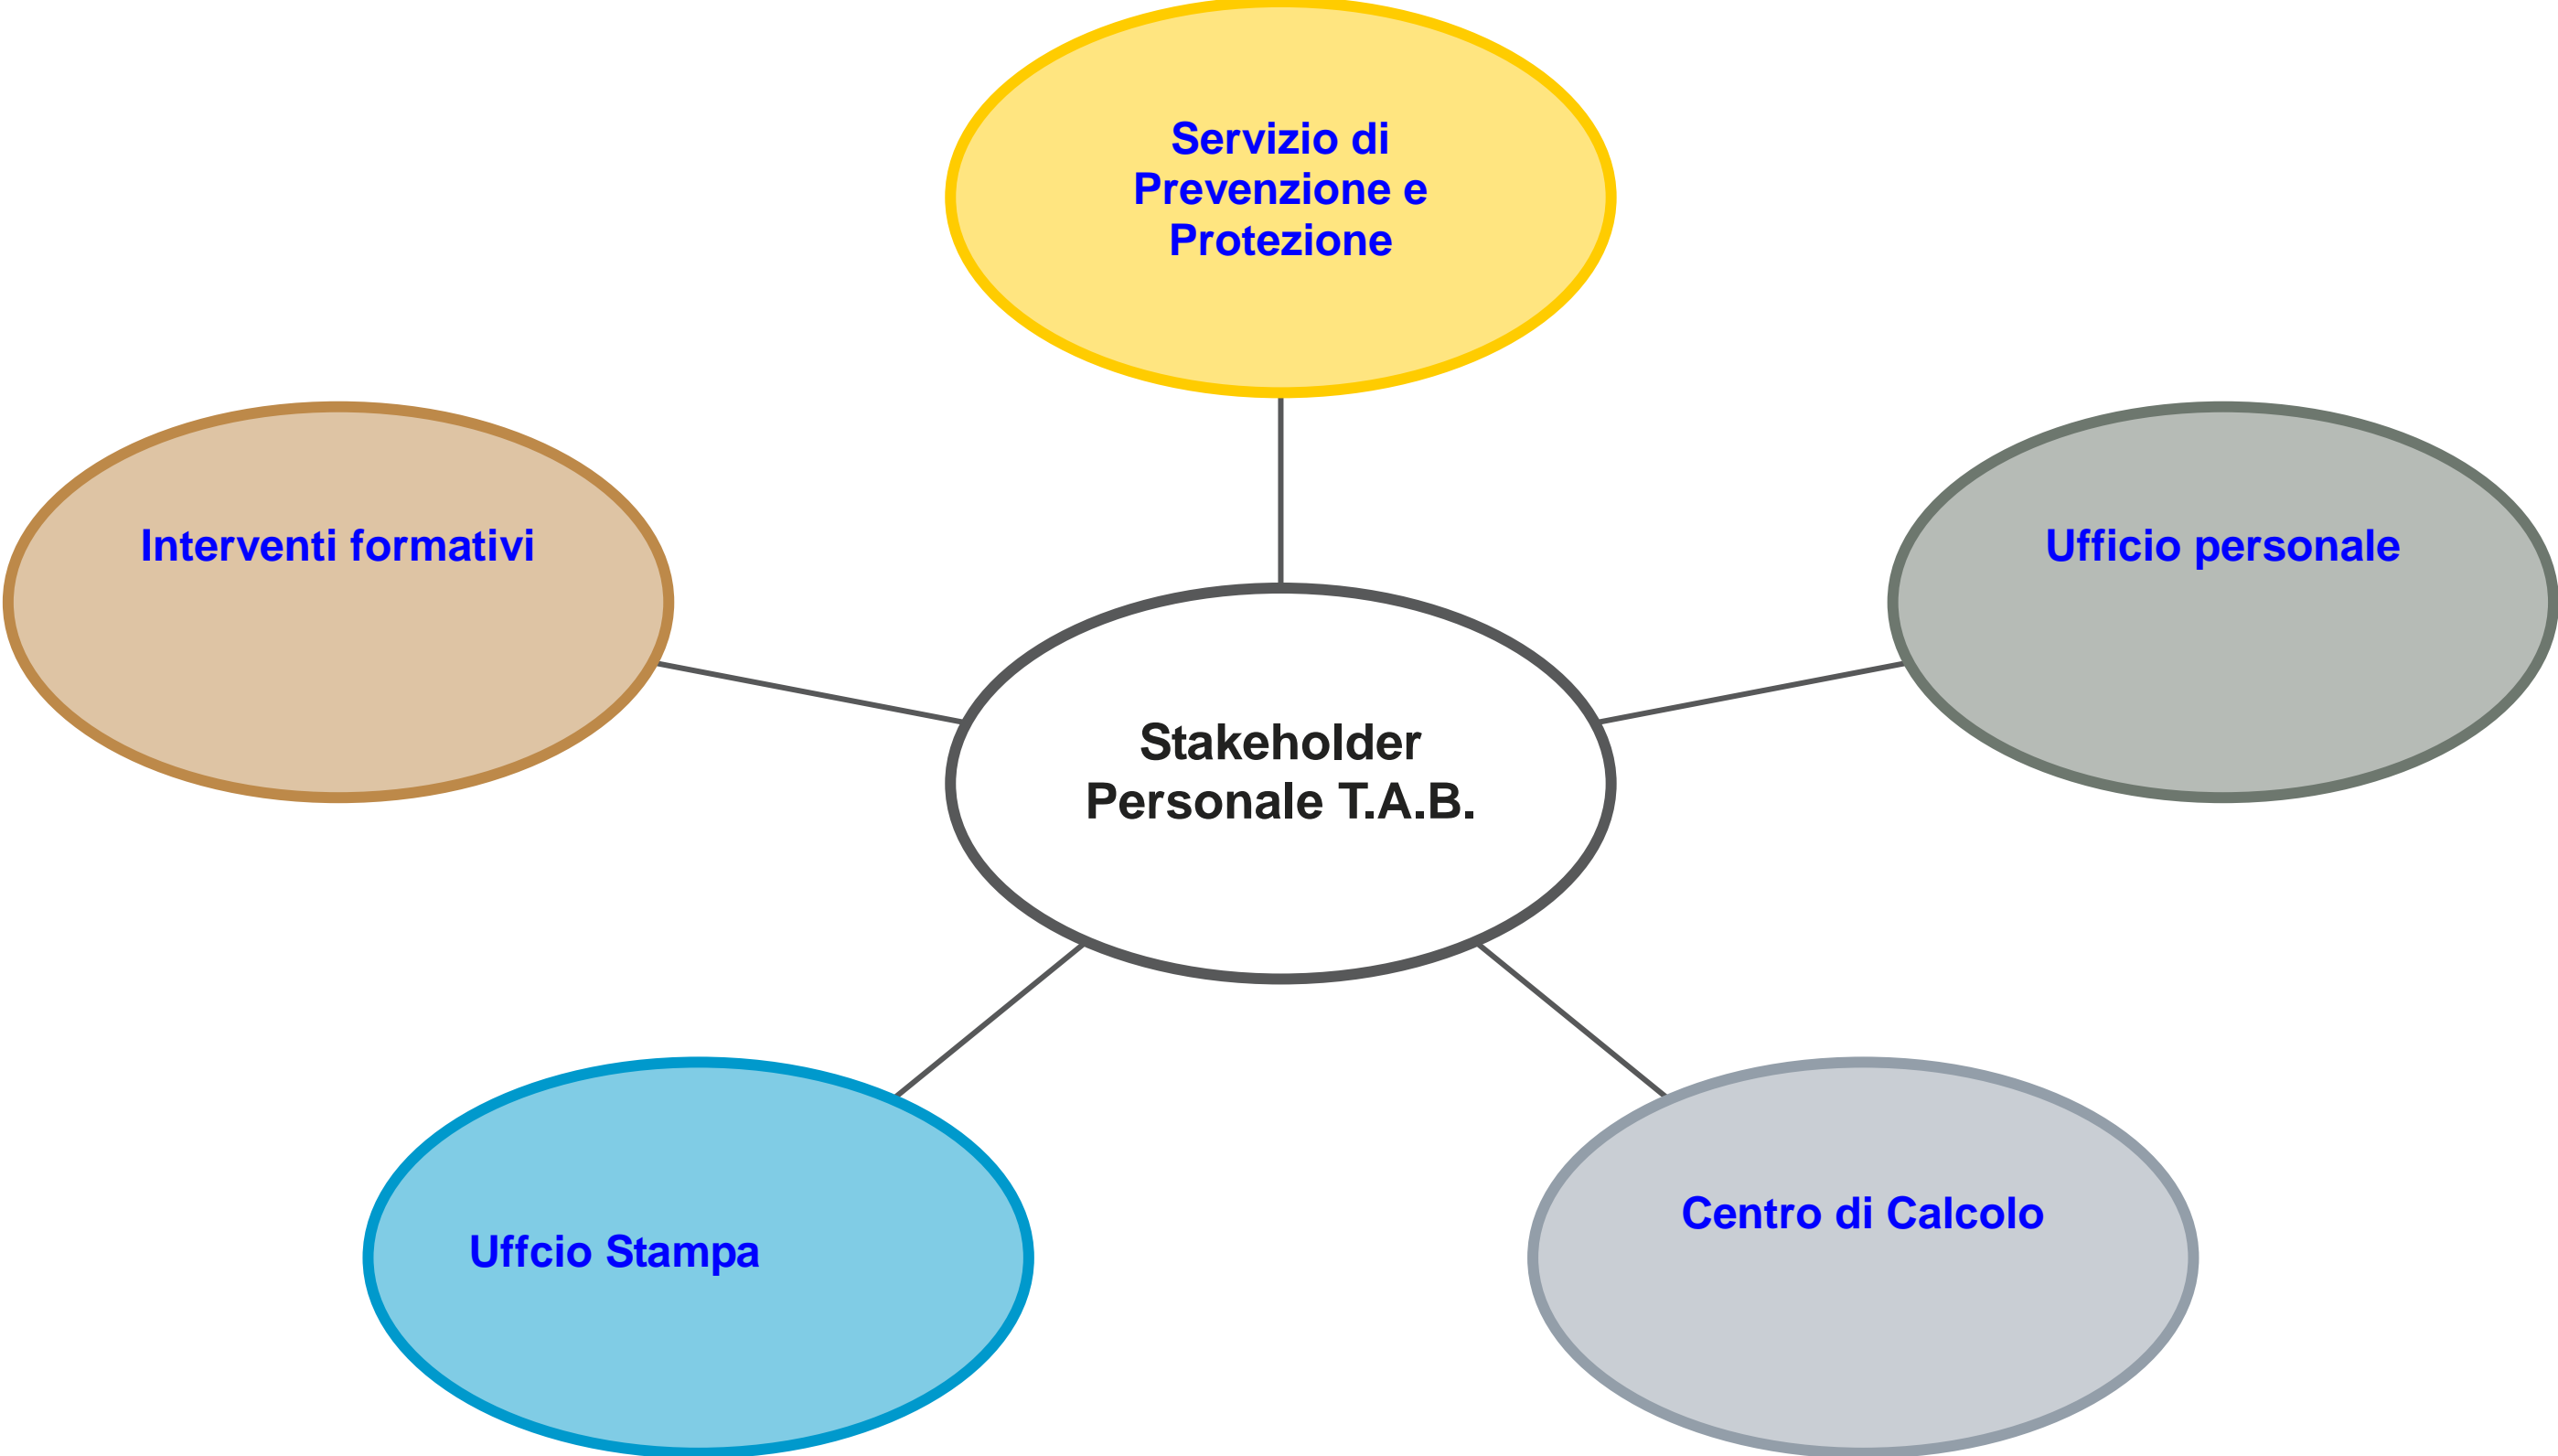 Servizio di
Prevenzione e
Protezione
Interventi formativi
Ufficio personale
Stakeholder
Personale T.A.B.
Uffcio Stampa
Centro di Calcolo